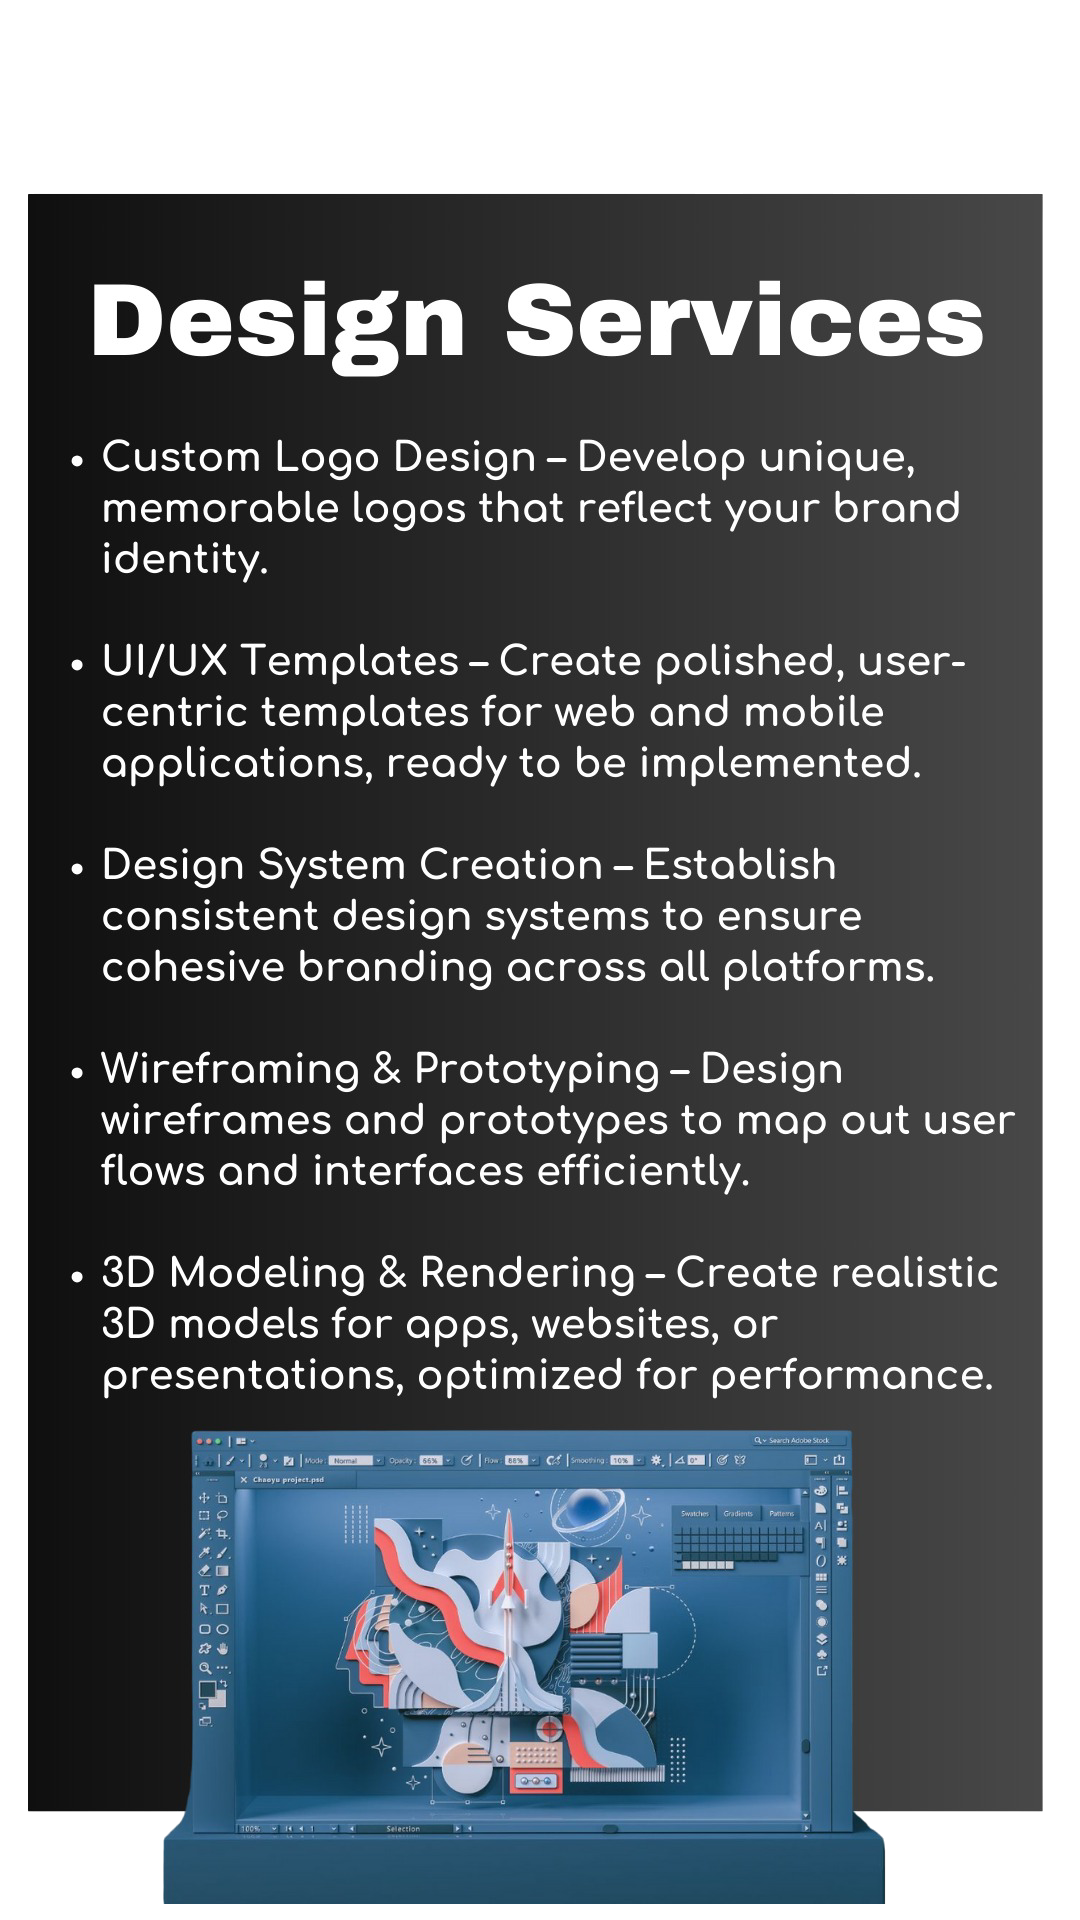 Design Services
• Custom Logo Design – Develop unique,
memorable logos that reflect your brand
identity.
• UI/UX Templates – Create polished, user-
centric templates for web and mobile
applications, ready to be implemented.
• Design System Creation – Establish
consistent design systems to ensure
cohesive branding across all platforms.
• Wireframing & Prototyping – Design
wireframes and prototypes to map out user
flows and interfaces efficiently.
• 3D Modeling & Rendering – Create realistic
3D models for apps, websites, or
presentations, optimized for performance.
Search Adobe Stock
Mode: Normal Opacity: 66% Flow: 88% Smoothing: 10% 0°
Chaoyu project.psd
Swatches Gradients Patterns
100% 1 Selection